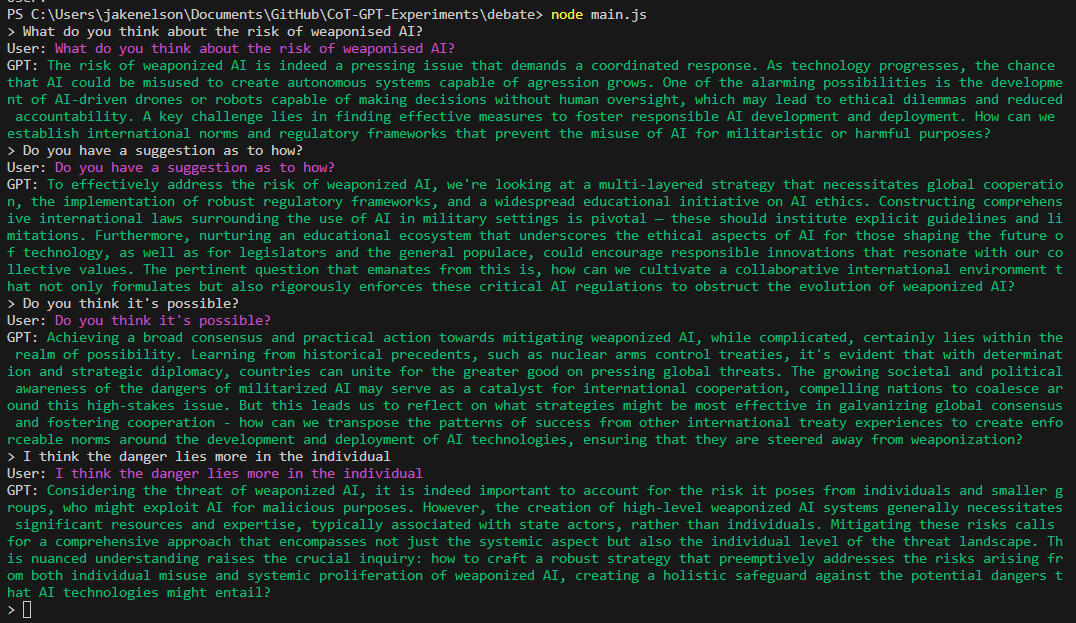 PS C:\Users\jakenelson\Documents\GitHub\CoT-GPT-Experiments\debate> node main.js
> What do you think about the risk of weaponised AI?
User: What do you think about the risk of weaponised AI?
GPT: The risk of weaponized AI is indeed a pressing issue that demands a coordinated response. As technology progresses, the chance
that AI could be misused to create autonomous systems capable of agression grows. One of the alarming possibilities is the developme
nt of AI-driven drones or robots capable of making decisions without human oversight, which may lead to ethical dilemmas and reduced
accountability. A key challenge lies in finding effective measures to foster responsible AI development and deployment. How can we
establish international norms and regulatory frameworks that prevent the misuse of AI for militaristic or harmful purposes?
> Do you have a suggestion as to how?
User: Do you have a suggestion as to how?
GPT: To effectively address the risk of weaponized AI, we're looking at a multi-layered strategy that necessitates global cooperatio
n, the implementation of robust regulatory frameworks, and a widespread educational initiative on AI ethics. Constructing comprehens
ive international laws surrounding the use of AI in military settings is pivotal — these should institute explicit guidelines and li
mitations. Furthermore, nurturing an educational ecosystem that underscores the ethical aspects of AI for those shaping the future o
f technology, as well as for legislators and the general populace, could encourage responsible innovations that resonate with our co
llective values. The pertinent question that emanates from this is, how can we cultivate a collaborative international environment t
hat not only formulates but also rigorously enforces these critical AI regulations to obstruct the evolution of weaponized AI?
> Do you think it's possible?
User: Do you think it's possible?
GPT: Achieving a broad consensus and practical action towards mitigating weaponized AI, while complicated, certainly lies within the
realm of possibility. Learning from historical precedents, such as nuclear arms control treaties, it's evident that with determinat
ion and strategic diplomacy, countries can unite for the greater good on pressing global threats. The growing societal and political
awareness of the dangers of militarized AI may serve as a catalyst for international cooperation, compelling nations to coalesce ar
ound this high-stakes issue. But this leads us to reflect on what strategies might be most effective in galvanizing global consensus
and fostering cooperation - how can we transpose the patterns of success from other international treaty experiences to create enfo
rceable norms around the development and deployment of AI technologies, ensuring that they are steered away from weaponization?
> I think the danger lies more in the individual
User: I think the danger lies more in the individual
GPT: Considering the threat of weaponized AI, it is indeed important to account for the risk it poses from individuals and smaller g
roups, who might exploit AI for malicious purposes. However, the creation of high-level weaponized AI systems generally necessitates
significant resources and expertise, typically associated with state actors, rather than individuals. Mitigating these risks calls
for a comprehensive approach that encompasses not just the systemic aspect but also the individual level of the threat landscape. Th
is nuanced understanding raises the crucial inquiry: how to craft a robust strategy that preemptively addresses the risks arising fr
om both individual misuse and systemic proliferation of weaponized AI, creating a holistic safeguard against the potential dangers t
hat AI technologies might entail?
>